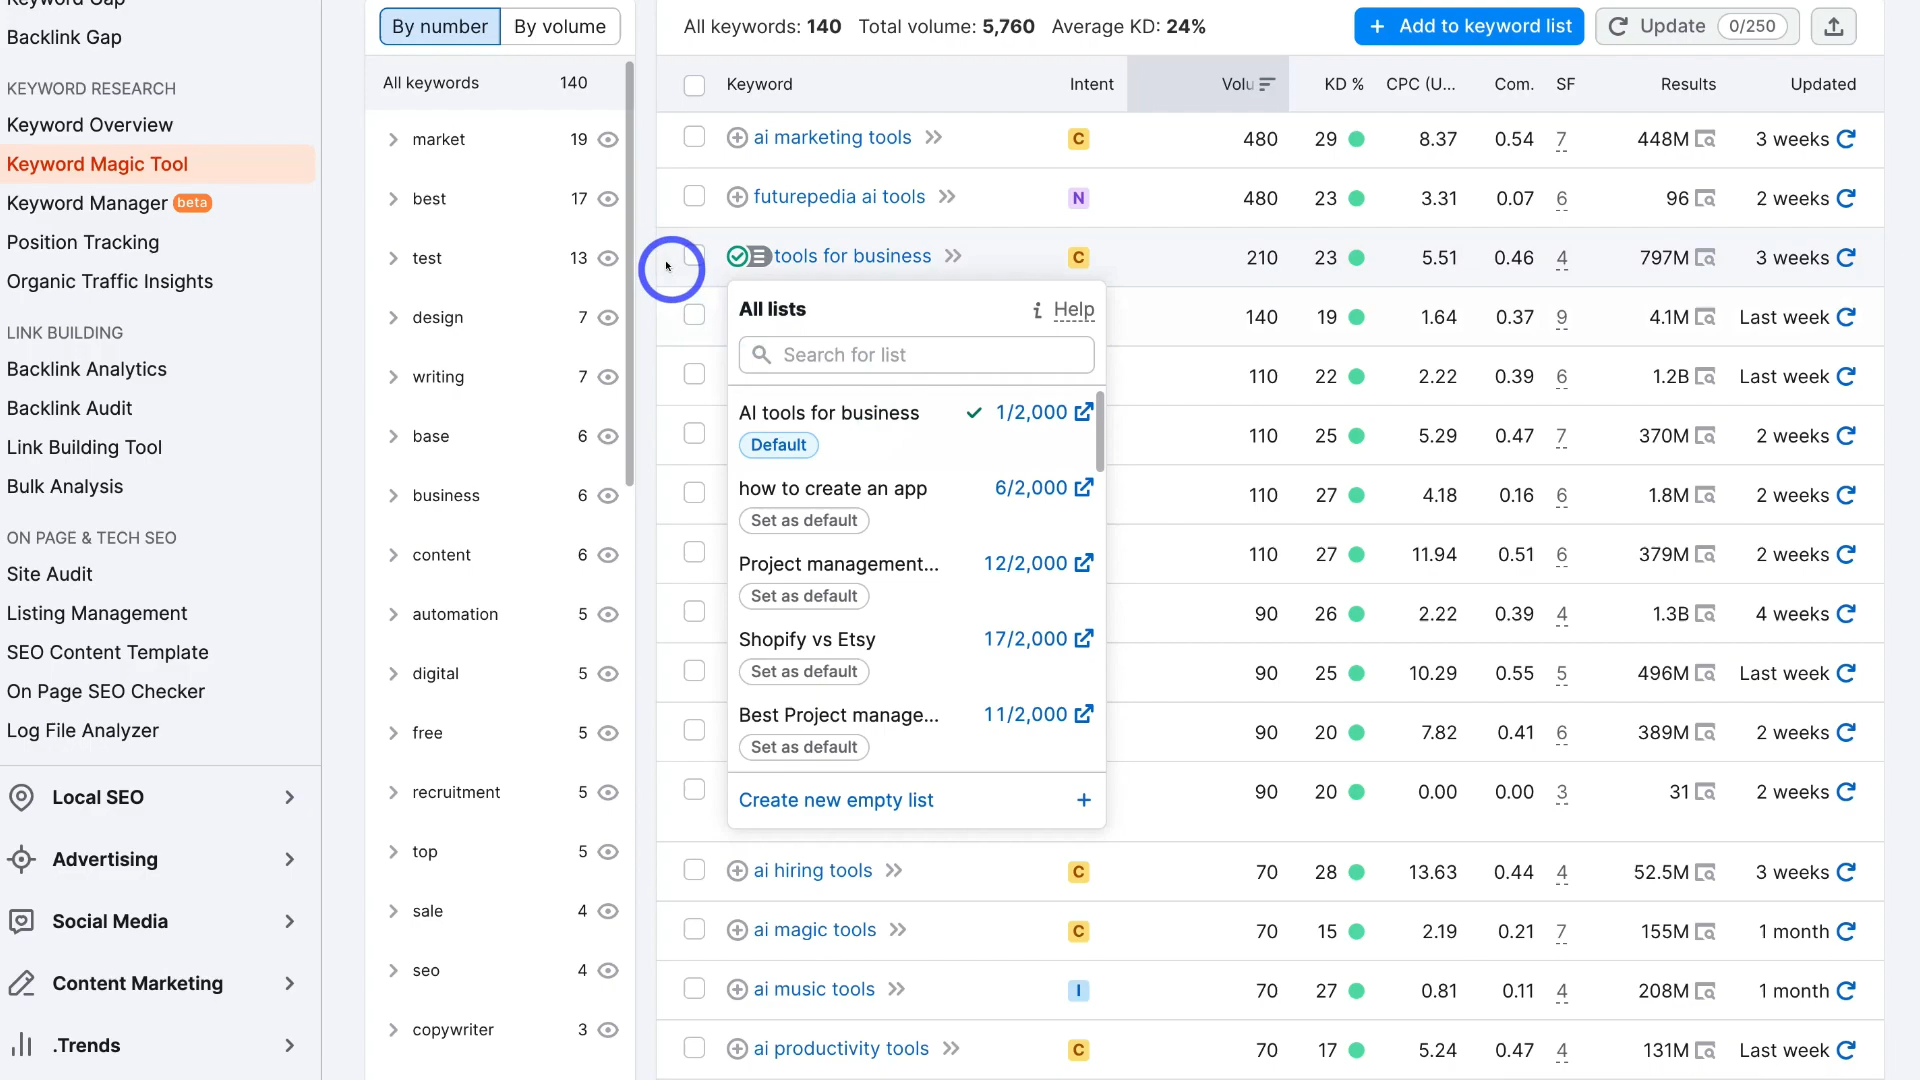 Keyword Gap
Backlink Gap
KEYWORD RESEARCH
Keyword Overview
Keyword Magic Tool
Keyword Manager beta
Position Tracking
Organic Traffic Insights
LINK BUILDING
Backlink Analytics
Backlink Audit
Link Building Tool
Bulk Analysis
ON PAGE & TECH SEO
Site Audit
Listing Management
SEO Content Template
On Page SEO Checker
Log File Analyzer
Local SEO
Advertising
Social Media
Content Marketing
.Trends
By number By volume
All keywords 140
market 19
best 17
test 13
design 7
writing 7
base 6
business 6
content 6
automation 5
digital 5
free 5
recruitment 5
top 5
sale 4
seo 4
copywriter 3
All keywords: 140 Total volume: 5,760 Average KD: 24%
+ Add to keyword list Update 0/250
Keyword Intent Volu KD % CPC (U... Com. SF Results Updated
ai marketing tools C 480 29 8.37 0.54 7 448M 3 weeks
futurepedia ai tools N 480 23 3.31 0.07 6 96 2 weeks
tools for business C 210 23 5.51 0.46 4 797M 3 weeks
140 19 1.64 0.37 9 4.1M Last week
110 22 2.22 0.39 6 1.2B Last week
110 25 5.29 0.47 7 370M 2 weeks
110 27 4.18 0.16 6 1.8M 2 weeks
110 27 11.94 0.51 6 379M 2 weeks
90 26 2.22 0.39 4 1.3B 4 weeks
90 25 10.29 0.55 5 496M Last week
90 20 7.82 0.41 6 389M 2 weeks
90 20 0.00 0.00 3 31 2 weeks
ai hiring tools C 70 28 13.63 0.44 4 52.5M 3 weeks
ai magic tools C 70 15 2.19 0.21 7 155M 1 month
ai music tools I 70 27 0.81 0.11 4 208M 1 month
ai productivity tools C 70 17 5.24 0.47 4 131M Last week
All lists i Help
Search for list
AI tools for business 1/2,000
Default
how to create an app 6/2,000
Set as default
Project management... 12/2,000
Set as default
Shopify vs Etsy 17/2,000
Set as default
Best Project manage... 11/2,000
Set as default
Create new empty list +